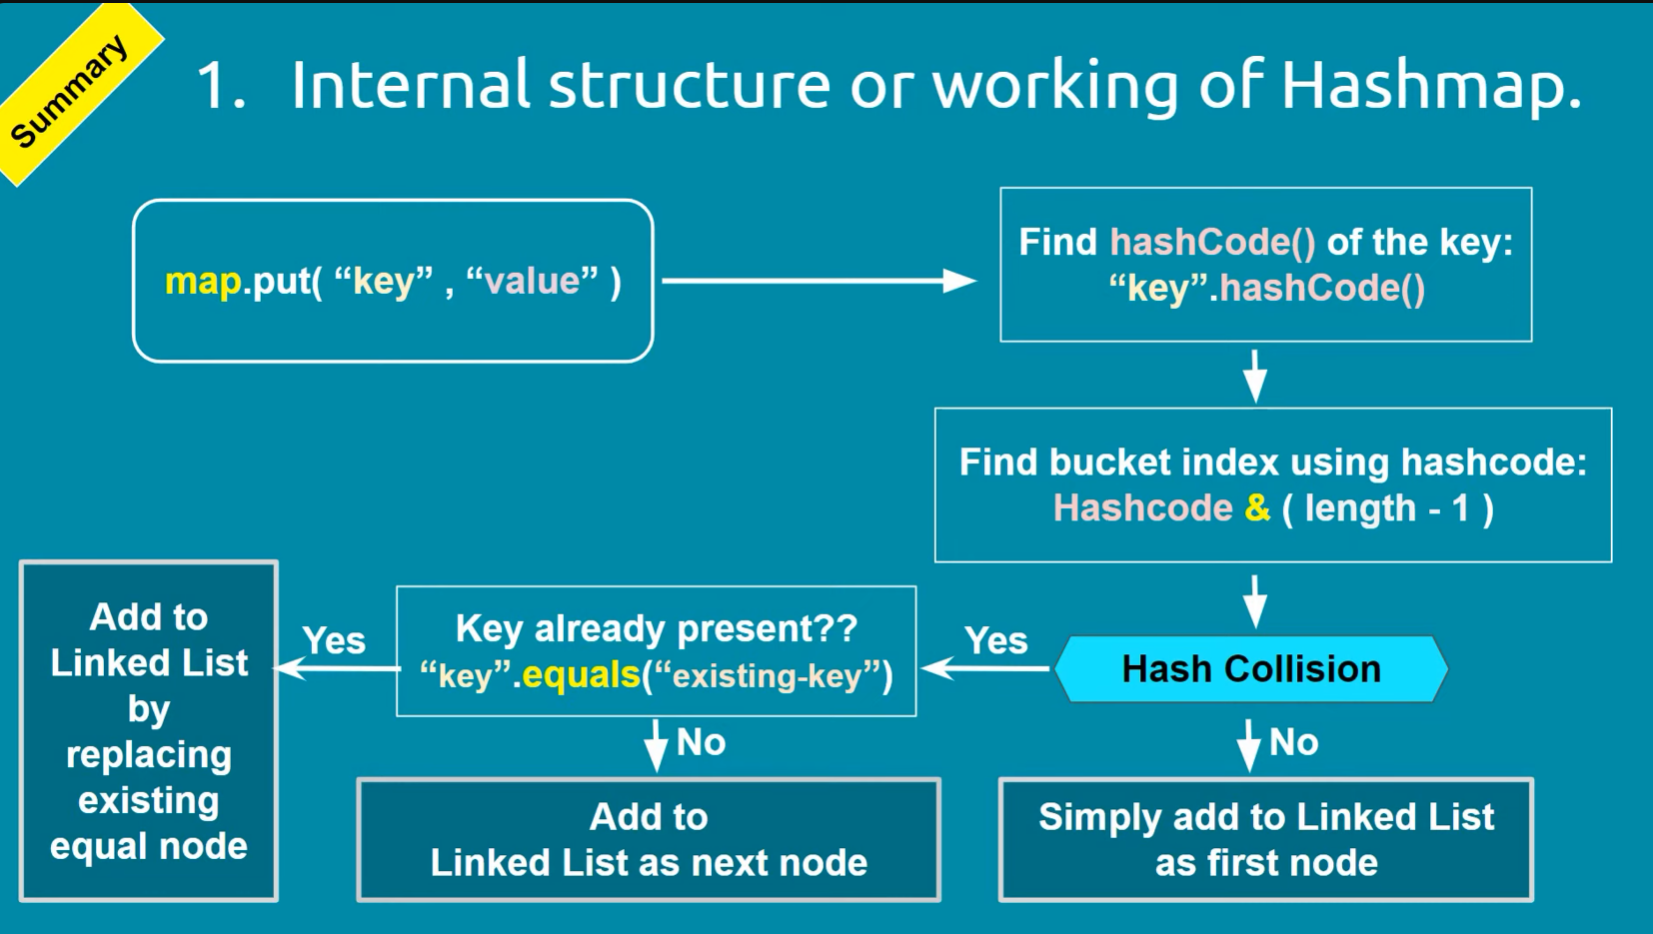 Summary
1. Internal structure or working of Hashmap.
map.put( “key” , “value” )
Find hashCode() of the key:
“key”.hashCode()
Find bucket index using hashcode:
Hashcode & ( length - 1 )
Hash Collision
Yes
No
Key already present??
“key”.equals(“existing-key”)
Yes
No
Add to
Linked List
by
replacing
existing
equal node
Add to
Linked List as next node
Simply add to Linked List
as first node